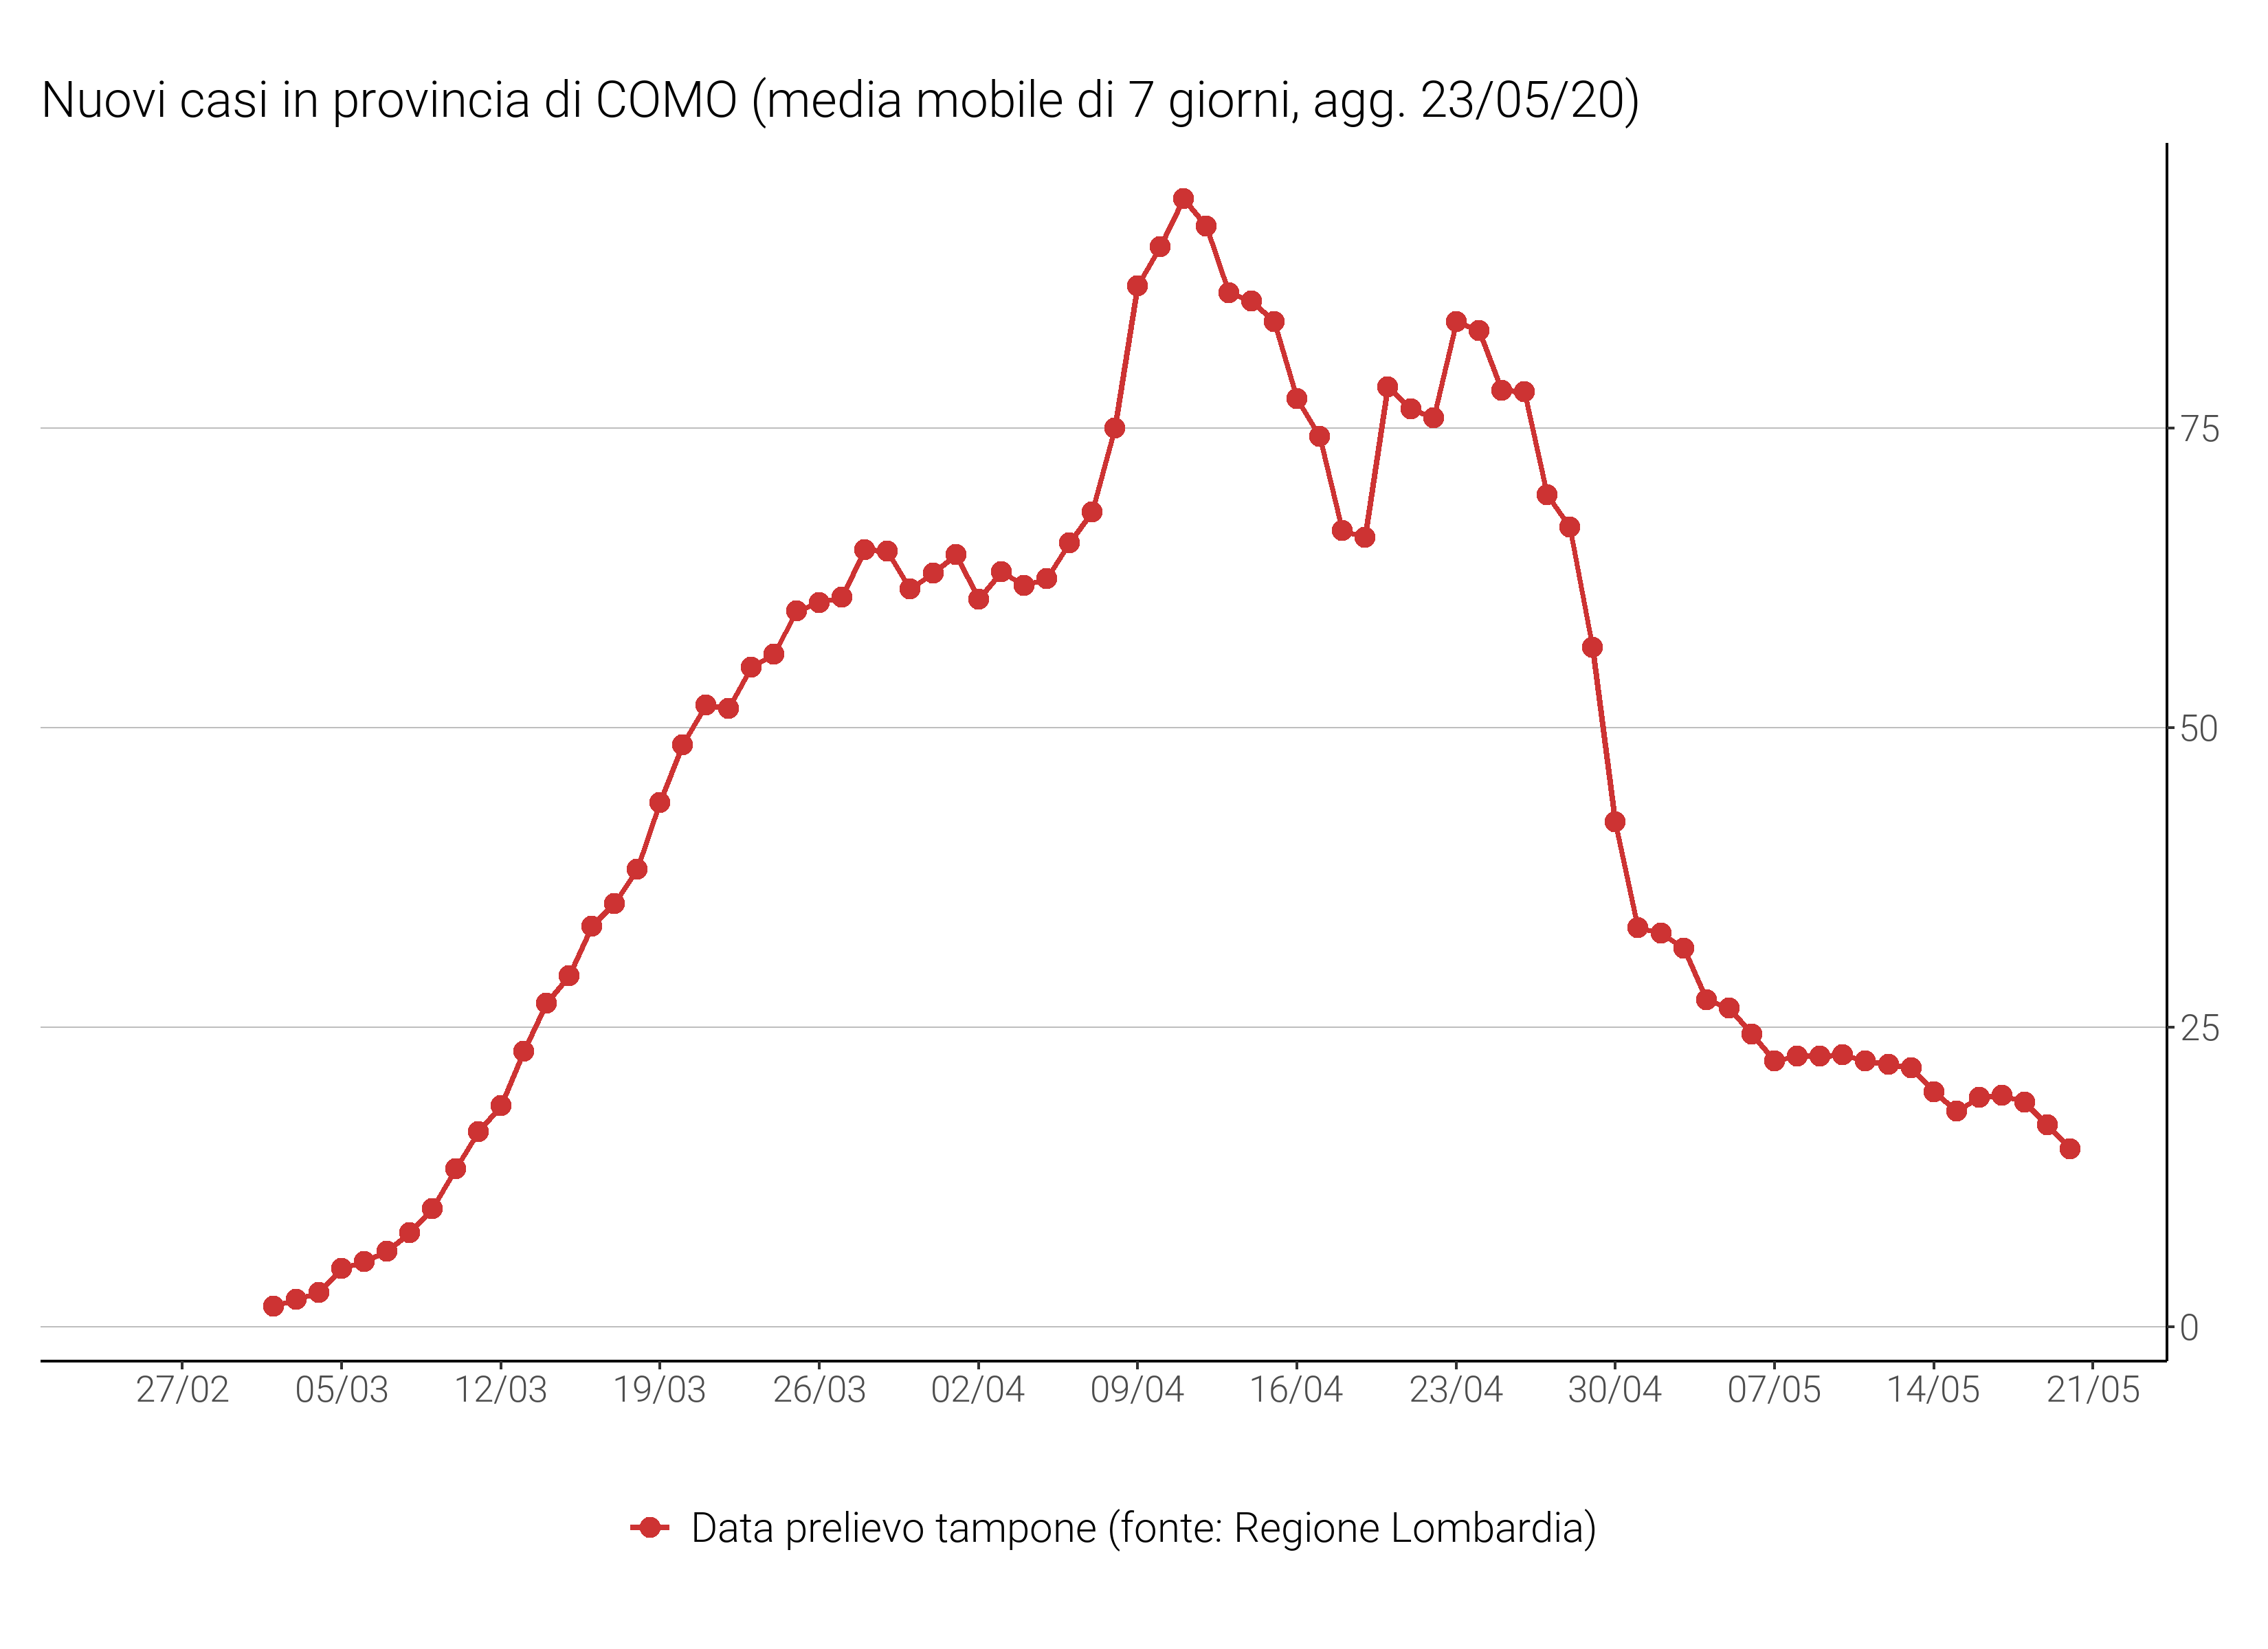 Nuovi casi in provincia di COMO (media mobile di 7 giorni, agg. 23/05/20)
75
50
25
0
27/02 05/03 12/03 19/03 26/03 02/04 09/04 16/04 23/04 30/04 07/05 14/05 21/05
Data prelievo tampone (fonte: Regione Lombardia)